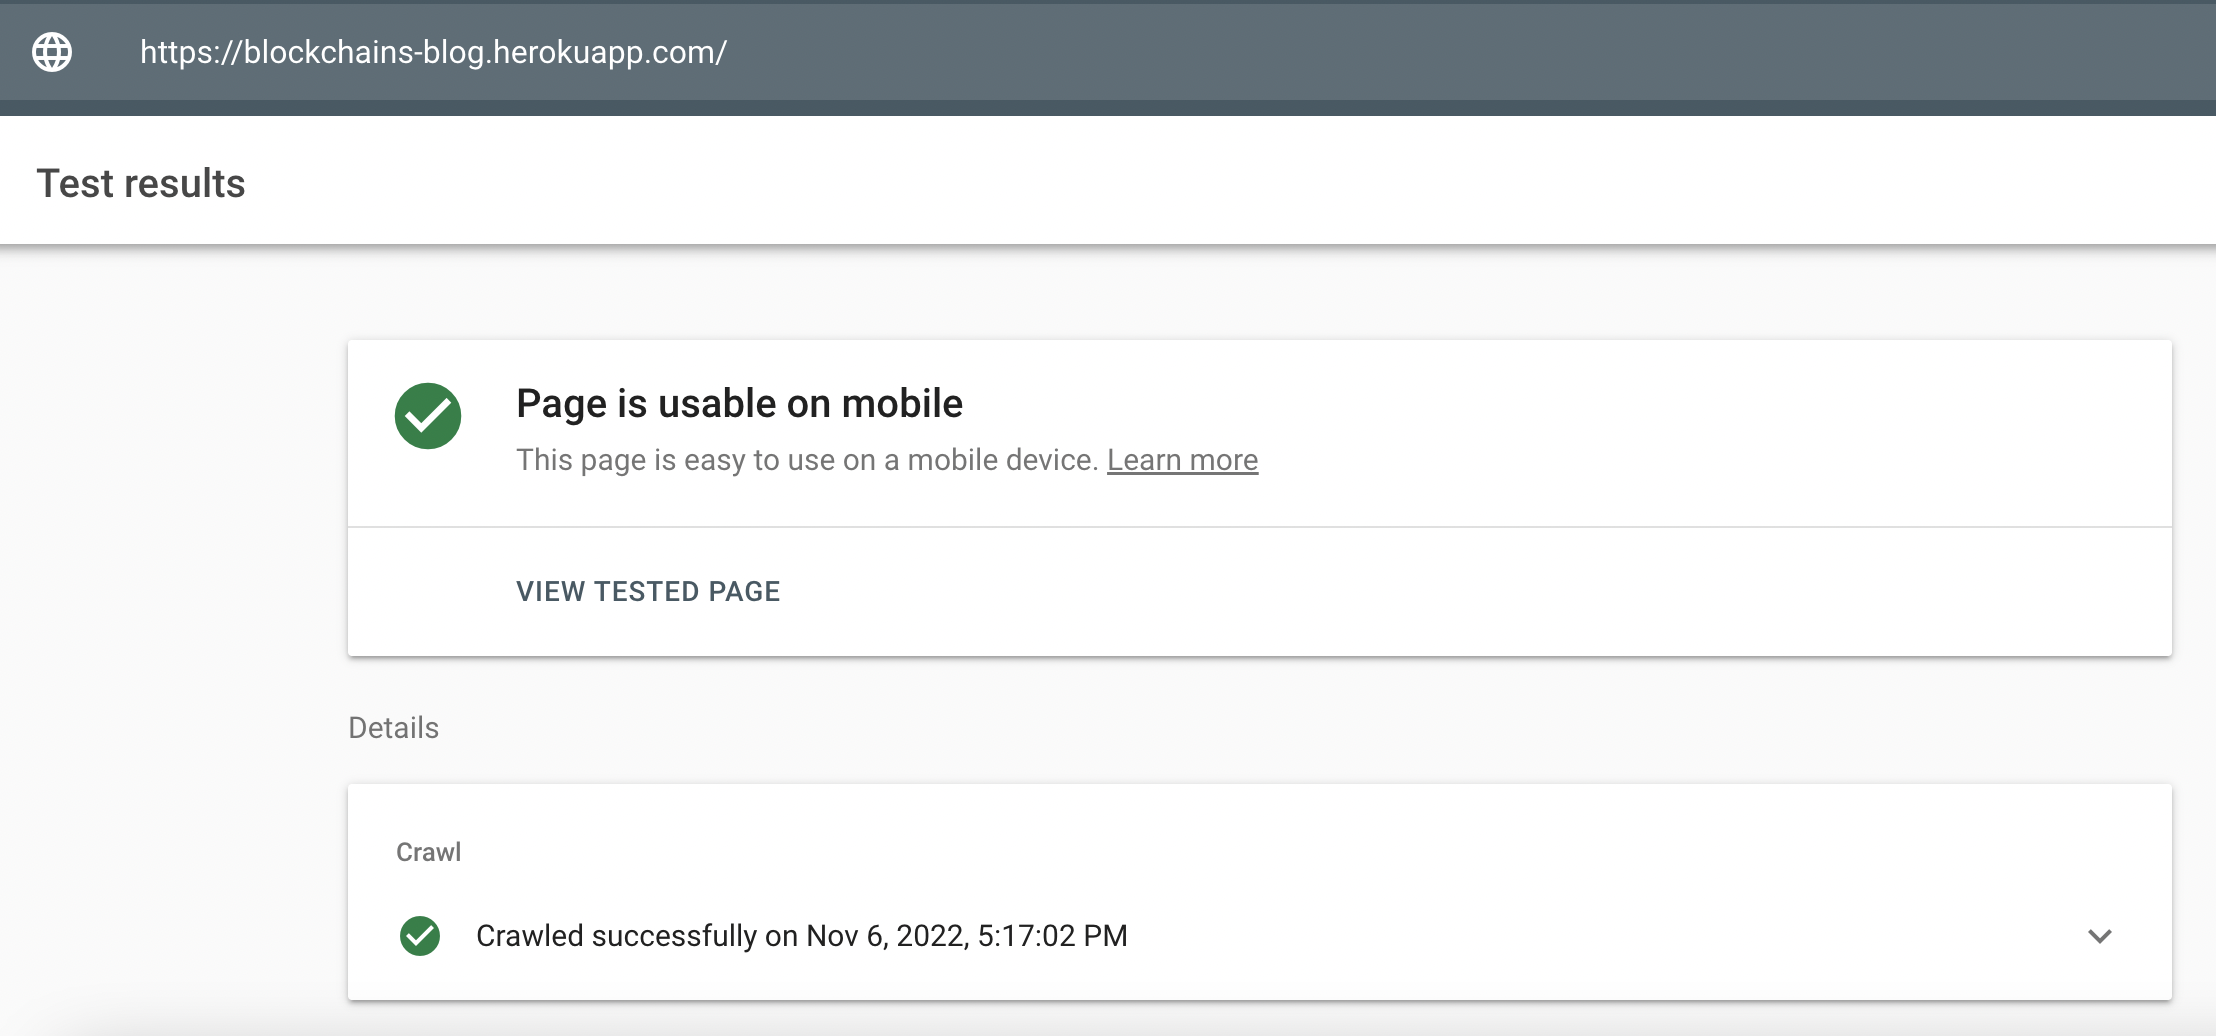 https://blockchains-blog.herokuapp.com/
Test results
Page is usable on mobile
This page is easy to use on a mobile device. Learn more
VIEW TESTED PAGE
Details
Crawl
Crawled successfully on Nov 6, 2022, 5:17:02 PM